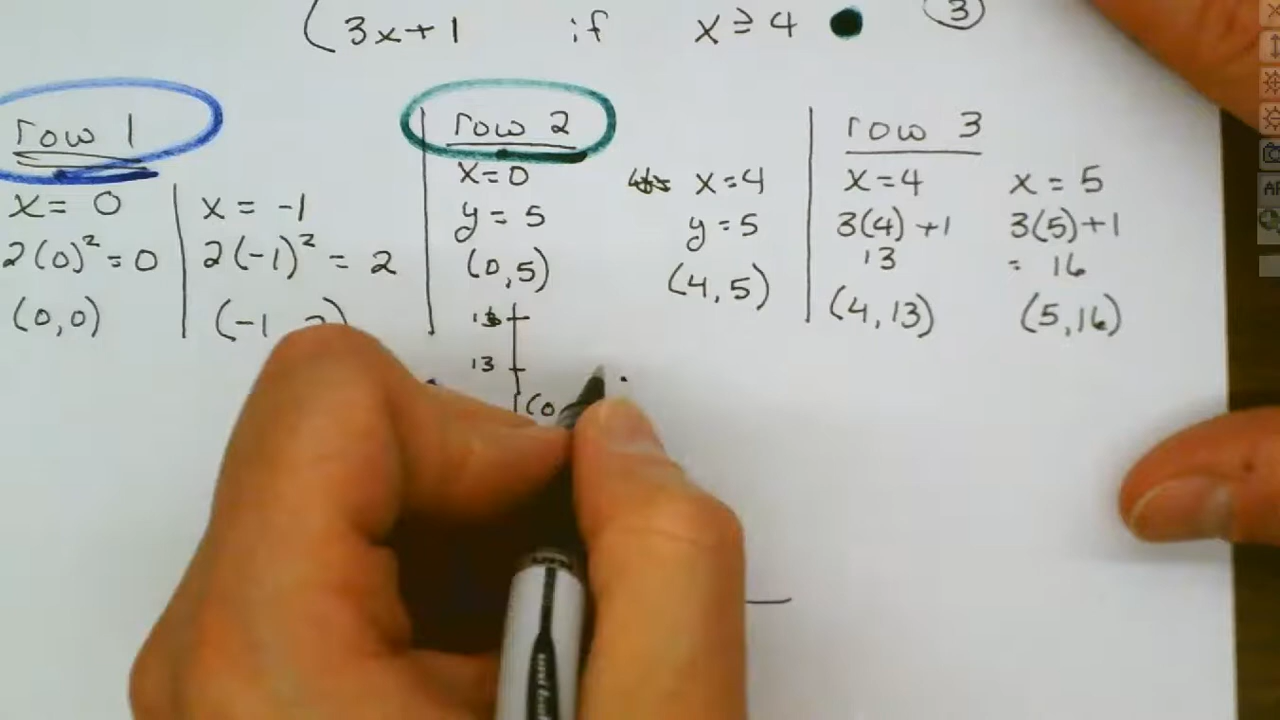 3x+1 if x ≥ 4 ③
row 1
x = 0
2(0)² = 0
(0,0)
x = -1
2(-1)² = 2
(-1
row 2
x=0
y = 5
(0,5)
x=4
y=5
(4,5)
row 3
x=4
3(4)+1
13
(4,13)
x = 5
3(5)+1
= 16
(5,16)
13
(0